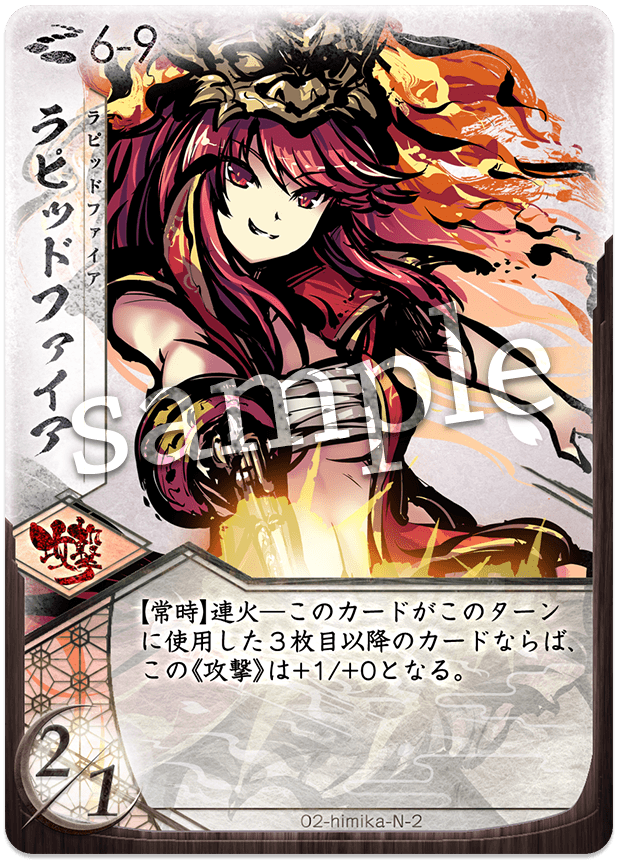 6-9
ラピッドファイア
ラピッドファイア
sample
攻撃
【常時】連火─このカードがこのターン
に使用した3枚目以降のカードならば、
この《攻撃》は+1/+0となる。
2/1
02-himika-N-2